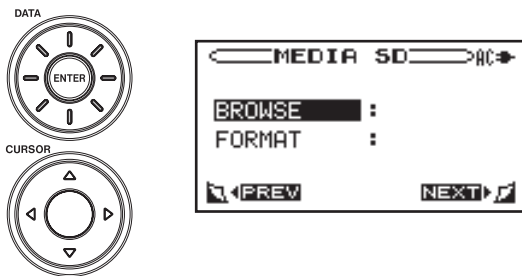 DATA
ENTER
CURSOR
MEDIA SD AC
BROWSE :
FORMAT :
PREV NEXT